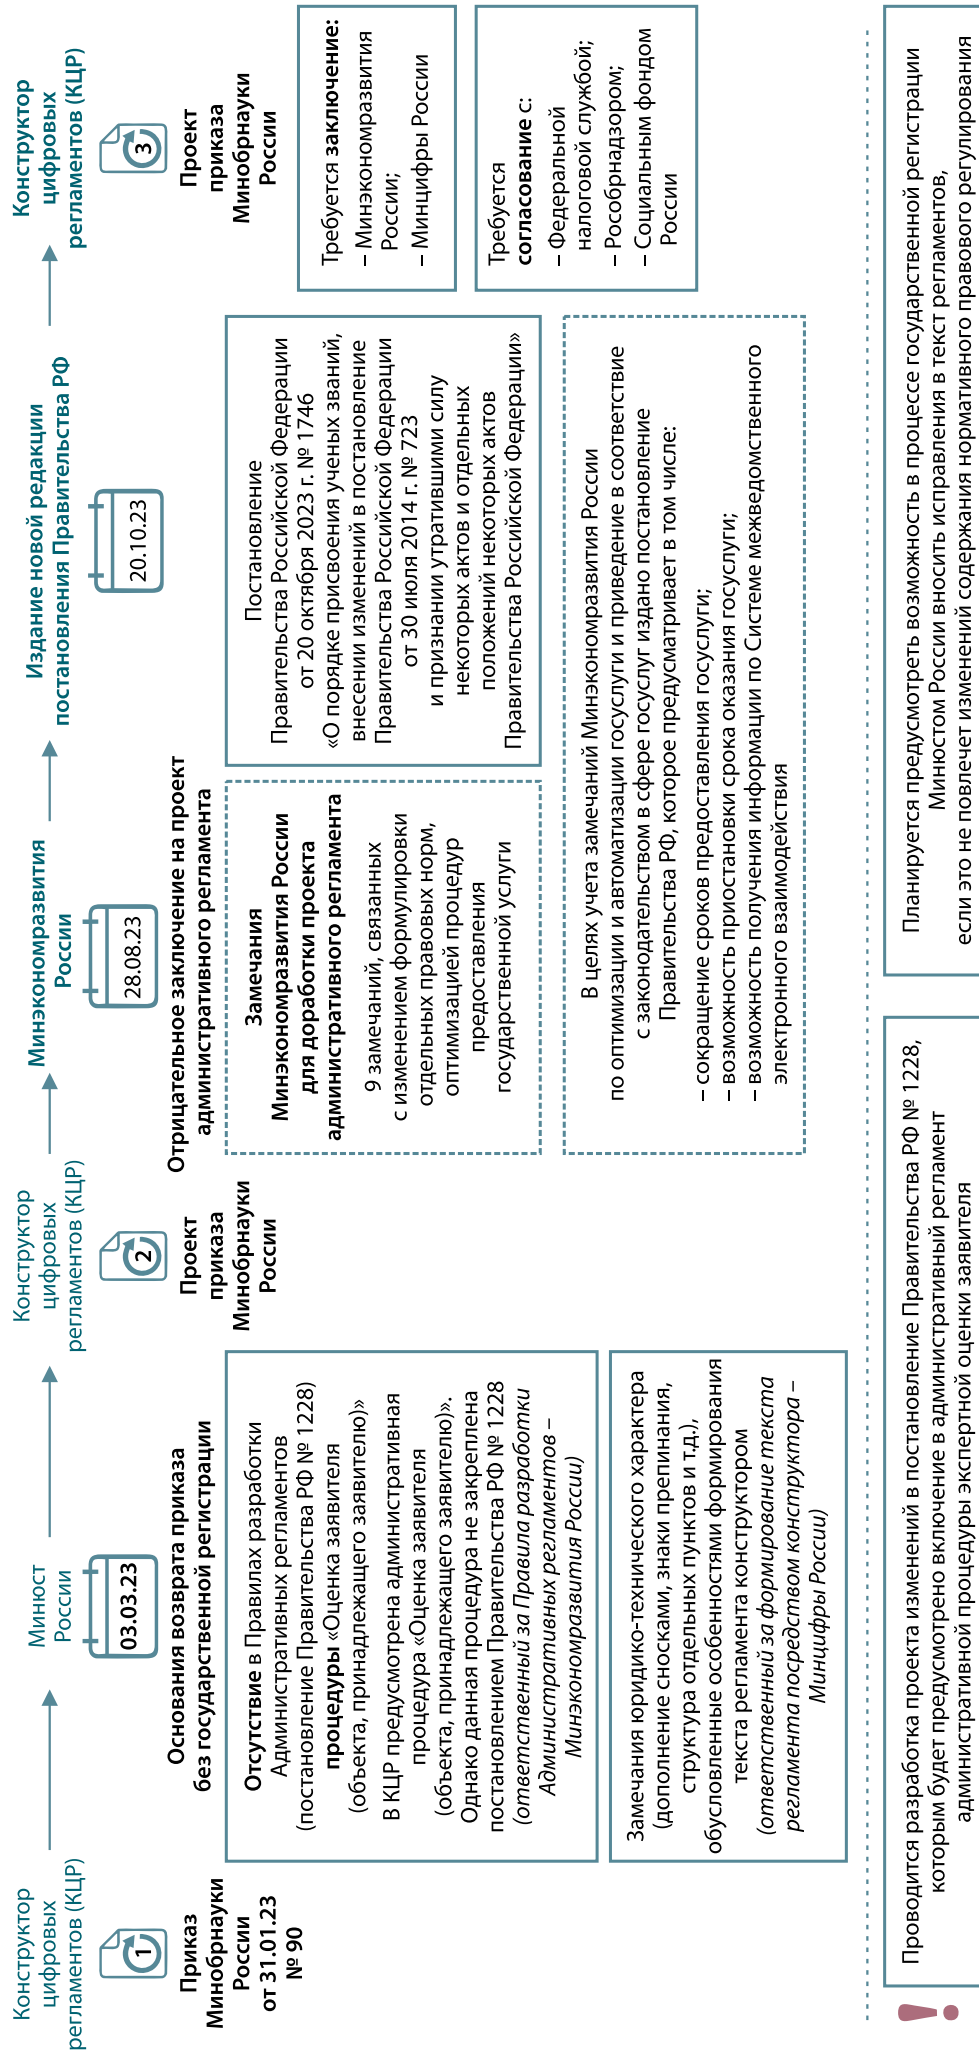 Конструктор
цифровых
регламентов (КЦР)
1
Приказ
Минобрнауки
России
от 31.01.23
№ 90
Минюст
России
03.03.23
Основания возврата приказа
без государственной регистрации
Отсутствие в Правилах разработки
Административных регламентов
(постановление Правительства РФ № 1228)
процедуры «Оценка заявителя
(объекта, принадлежащего заявителю)»
В КЦР предусмотрена административная
процедура «Оценка заявителя
(объекта, принадлежащего заявителю)».
Однако данная процедура не закреплена
постановлением Правительства РФ № 1228
(ответственный за Правила разработки
Административных регламентов –
Минэкономразвития России)
Замечания юридико-технического характера
(дополнение сносками, знаки препинания,
структура отдельных пунктов и т.д.),
обусловленные особенностями формирования
текста регламента конструктором
(ответственный за формирование текста
регламента посредством конструктора –
Минцифры России)
Конструктор
цифровых
регламентов (КЦР)
2
Проект
приказа
Минобрнауки
России
Минэкономразвития
России
28.08.23
Отрицательное заключение на проект
административного регламента
Замечания
Минэкономразвития России
для доработки проекта
административного регламента
9 замечаний, связанных
с изменением формулировки
отдельных правовых норм,
оптимизацией процедур
предоставления
государственной услуги
Издание новой редакции
постановления Правительства РФ
20.10.23
Постановление
Правительства Российской Федерации
от 20 октября 2023 г. № 1746
«О порядке присвоения ученых званий,
внесении изменений в постановление
Правительства Российской Федерации
от 30 июля 2014 г. № 723
и признании утратившими силу
некоторых актов и отдельных
положений некоторых актов
Правительства Российской Федерации»
В целях учета замечаний Минэкономразвития России
по оптимизации и автоматизации госуслуги и приведение в соответствие
с законодательством в сфере госуслуг издано постановление
Правительства РФ, которое предусматривает в том числе:
– сокращение сроков предоставления госуслуги;
– возможность приостановки срока оказания госуслуги;
– возможность получения информации по Системе межведомственного
электронного взаимодействия
Конструктор
цифровых
регламентов (КЦР)
3
Проект
приказа
Минобрнауки
России
Требуется заключение:
– Минэкономразвития
России;
– Минцифры России
Требуется
согласование с:
– Федеральной
налоговой службой;
– Рособрнадзором;
– Социальным фондом
России
!
Проводится разработка проекта изменений в постановление Правительства РФ № 1228,
которым будет предусмотрено включение в административный регламент
административной процедуры экспертной оценки заявителя
Планируется предусмотреть возможность в процессе государственной регистрации
Минюстом России вносить исправления в текст регламентов,
если это не повлечет изменений содержания нормативного правового регулирования